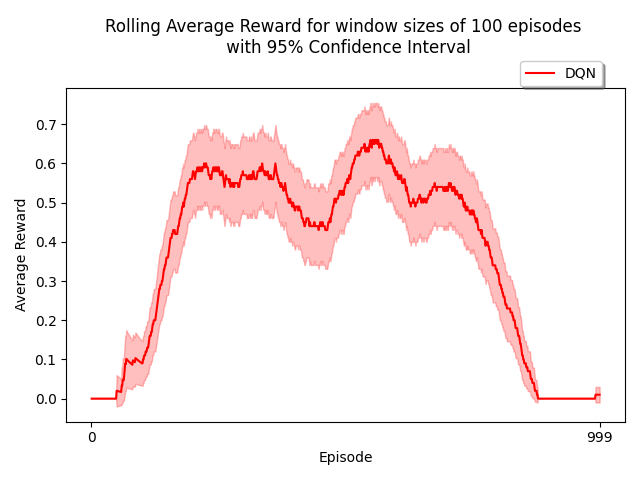 Rolling Average Reward for window sizes of 100 episodes
with 95% Confidence Interval
DQN
0.7
0.6
0.5
0.4
0.3
0.2
0.1
0.0
Average Reward
0
999
Episode